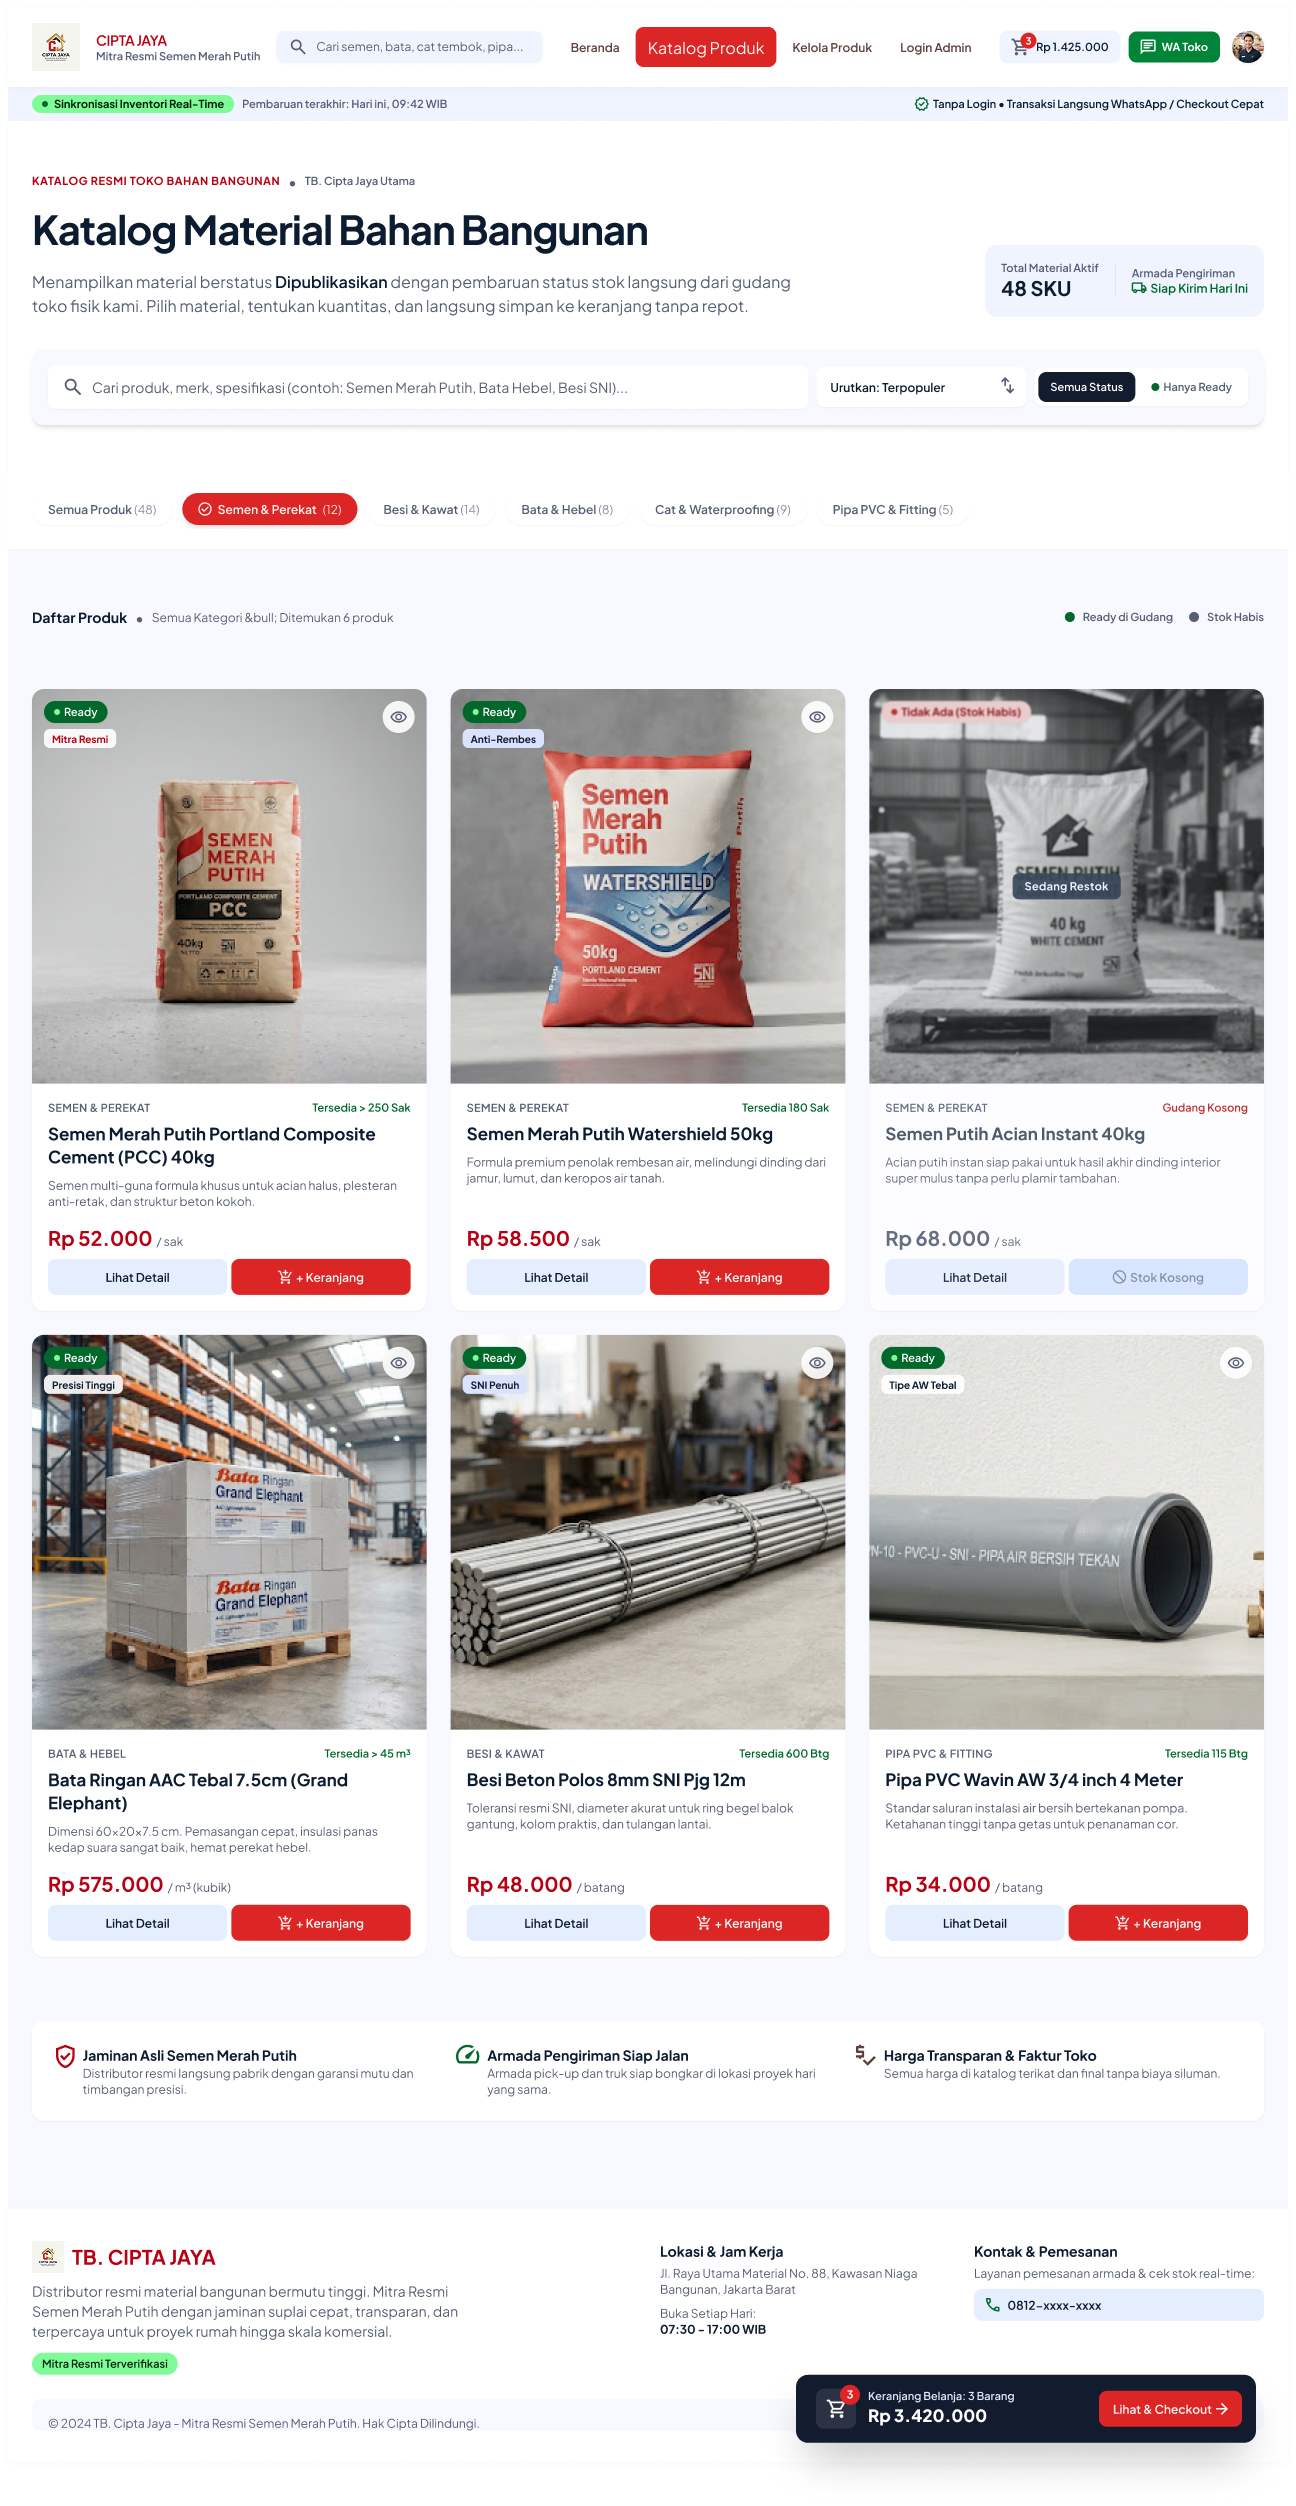 CIPTA JAYA
CIPTA JAYA
Mitra Resmi Semen Merah Putih
Cari semen, bata, cat tembok, pipa...
Beranda
Katalog Produk
Kelola Produk
Login Admin
3
Rp 1.425.000
WA Toko
Sinkronisasi Inventori Real-Time
Pembaruan terakhir: Hari ini, 09:42 WIB
Tanpa Login • Transaksi Langsung WhatsApp / Checkout Cepat
KATALOG RESMI TOKO BAHAN BANGUNAN ● TB. Cipta Jaya Utama
Katalog Material Bahan Bangunan
Menampilkan material berstatus Dipublikasikan dengan pembaruan status stok langsung dari gudang
toko fisik kami. Pilih material, tentukan kuantitas, dan langsung simpan ke keranjang tanpa repot.
Total Material Aktif
48 SKU
Armada Pengiriman
Siap Kirim Hari Ini
Cari produk, merk, spesifikasi (contoh: Semen Merah Putih, Bata Hebel, Besi SNI)...
Urutkan: Terpopuler
Semua Status
Hanya Ready
Semua Produk (48)
Semen & Perekat (12)
Besi & Kawat (14)
Bata & Hebel (8)
Cat & Waterproofing (9)
Pipa PVC & Fitting (5)
Daftar Produk ● Semua Kategori &bull; Ditemukan 6 produk
Ready di Gudang
Stok Habis
Ready
Mitra Resmi
SEMEN
MERAH
PUTIH
PORTLAND COMPOSITE CEMENT
PCC
40kg
SNI
SEMEN & PEREKAT
Tersedia > 250 Sak
Semen Merah Putih Portland Composite
Cement (PCC) 40kg
Semen multi-guna formula khusus untuk acian halus, plesteran
anti-retak, dan struktur beton kokoh.
Rp 52.000 / sak
Lihat Detail
+ Keranjang
Ready
Anti-Rembes
Semen
Merah
Putih
WATERSHIELD
50kg
PORTLAND CEMENT
SNI
SEMEN & PEREKAT
Tersedia 180 Sak
Semen Merah Putih Watershield 50kg
Formula premium penolak rembesan air, melindungi dinding dari
jamur, lumut, dan keropos air tanah.
Rp 58.500 / sak
Lihat Detail
+ Keranjang
Tidak Ada (Stok Habis)
SEMEN PUTIH
Sedang Restok
40 kg
WHITE CEMENT
SNI
SEMEN & PEREKAT
Gudang Kosong
Semen Putih Acian Instant 40kg
Acian putih instan siap pakai untuk hasil akhir dinding interior
super mulus tanpa perlu plamir tambahan.
Rp 68.000 / sak
Lihat Detail
Stok Kosong
Ready
Presisi Tinggi
Bata Ringan
Grand Elephant
Bata Ringan
Grand Elephant
BATA & HEBEL
Tersedia > 45 m³
Bata Ringan AAC Tebal 7.5cm (Grand
Elephant)
Dimensi 60×20×7.5 cm. Pemasangan cepat, insulasi panas
kedap suara sangat baik, hemat perekat hebel.
Rp 575.000 / m³ (kubik)
Lihat Detail
+ Keranjang
Ready
SNI Penuh
BESI & KAWAT
Tersedia 600 Btg
Besi Beton Polos 8mm SNI Pjg 12m
Toleransi resmi SNI, diameter akurat untuk ring begel balok
gantung, kolom praktis, dan tulangan lantai.
Rp 48.000 / batang
Lihat Detail
+ Keranjang
Ready
Tipe AW Tebal
PN-10 - PVC-U - SNI - PIPA AIR BERSIH TEKAN
PIPA PVC & FITTING
Tersedia 115 Btg
Pipa PVC Wavin AW 3/4 inch 4 Meter
Standar saluran instalasi air bersih bertekanan pompa.
Ketahanan tinggi tanpa getas untuk penanaman cor.
Rp 34.000 / batang
Lihat Detail
+ Keranjang
Jaminan Asli Semen Merah Putih
Distributor resmi langsung pabrik dengan garansi mutu dan
timbangan presisi.
Armada Pengiriman Siap Jalan
Armada pick-up dan truk siap bongkar di lokasi proyek hari
yang sama.
Harga Transparan & Faktur Toko
Semua harga di katalog terikat dan final tanpa biaya siluman.
TB. CIPTA JAYA
Distributor resmi material bangunan bermutu tinggi. Mitra Resmi
Semen Merah Putih dengan jaminan suplai cepat, transparan, dan
terpercaya untuk proyek rumah hingga skala komersial.
Mitra Resmi Terverifikasi
Lokasi & Jam Kerja
Jl. Raya Utama Material No. 88, Kawasan Niaga
Bangunan, Jakarta Barat
Buka Setiap Hari:
07:30 - 17:00 WIB
Kontak & Pemesanan
Layanan pemesanan armada & cek stok real-time:
0812-xxxx-xxxx
© 2024 TB. Cipta Jaya - Mitra Resmi Semen Merah Putih. Hak Cipta Dilindungi.
3
Keranjang Belanja: 3 Barang
Rp 3.420.000
Lihat & Checkout